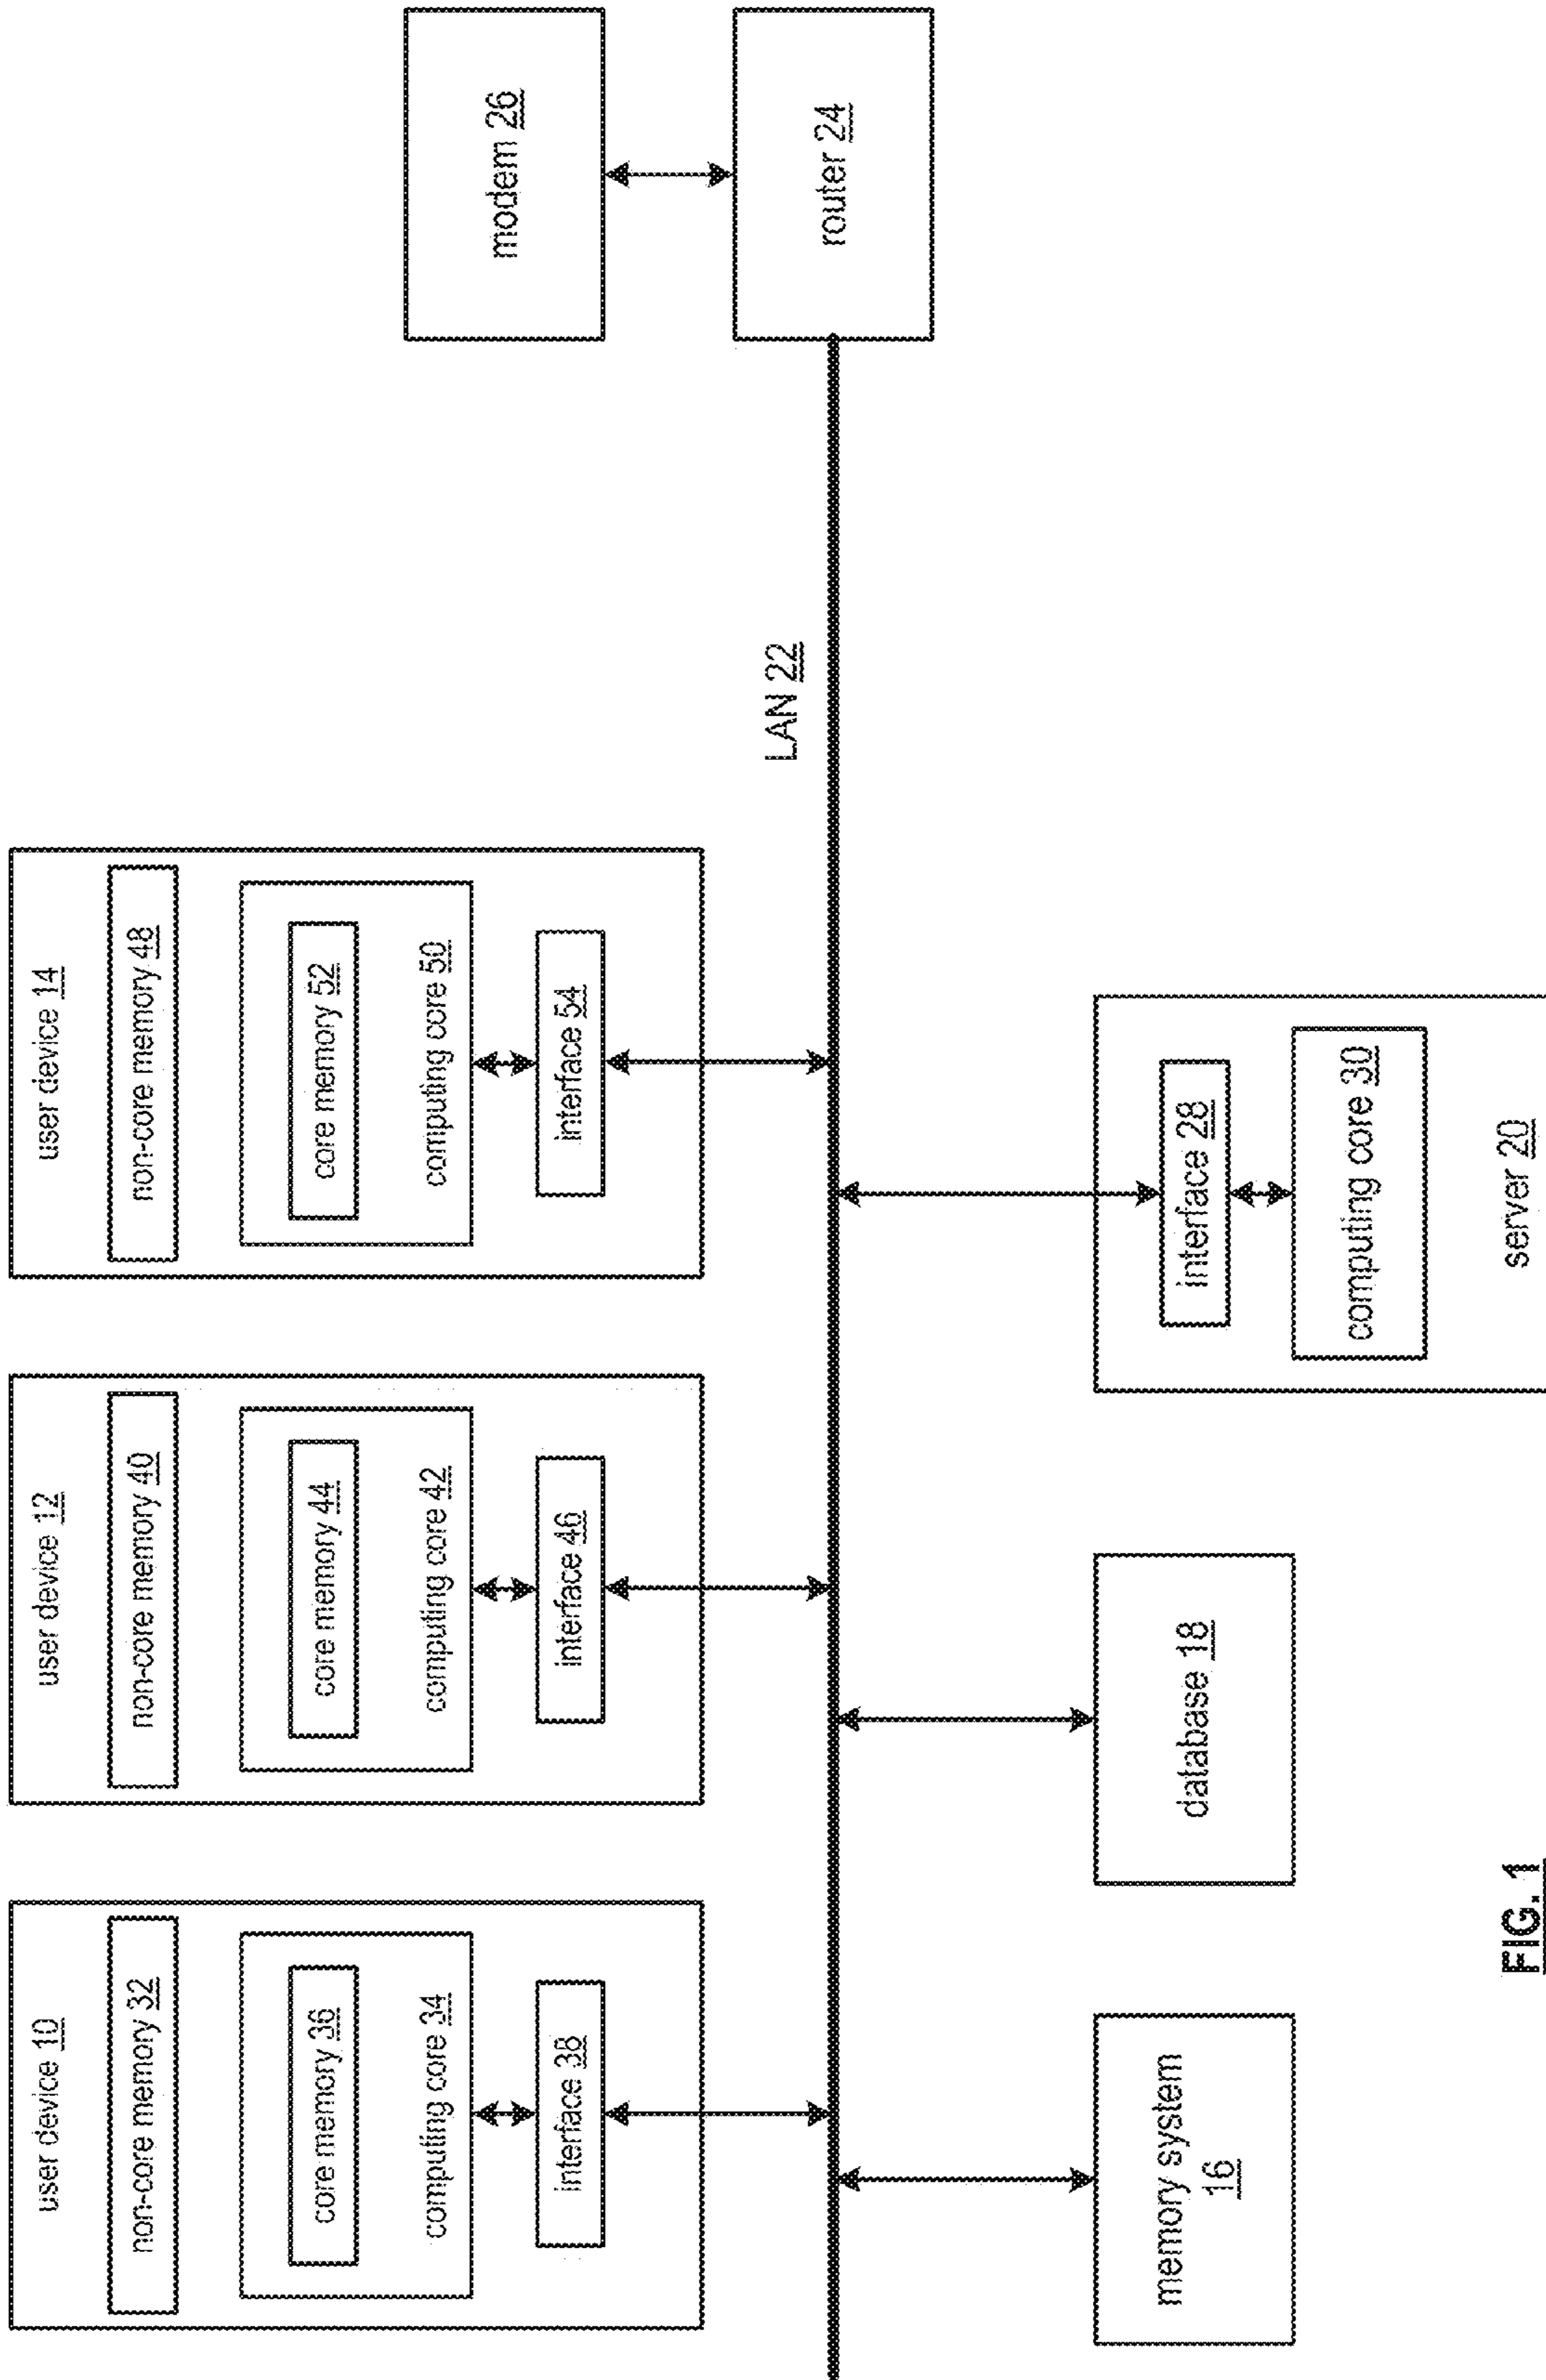 user device 10
non-core memory 32
core memory 36
computing core 34
interface 38
user device 12
non-core memory 40
core memory 44
computing core 42
interface 46
user device 14
non-core memory 48
core memory 52
computing core 50
interface 54
modem 26
router 24
LAN 22
memory system
16
database 18
interface 28
computing core 30
server 20
FIG. 1